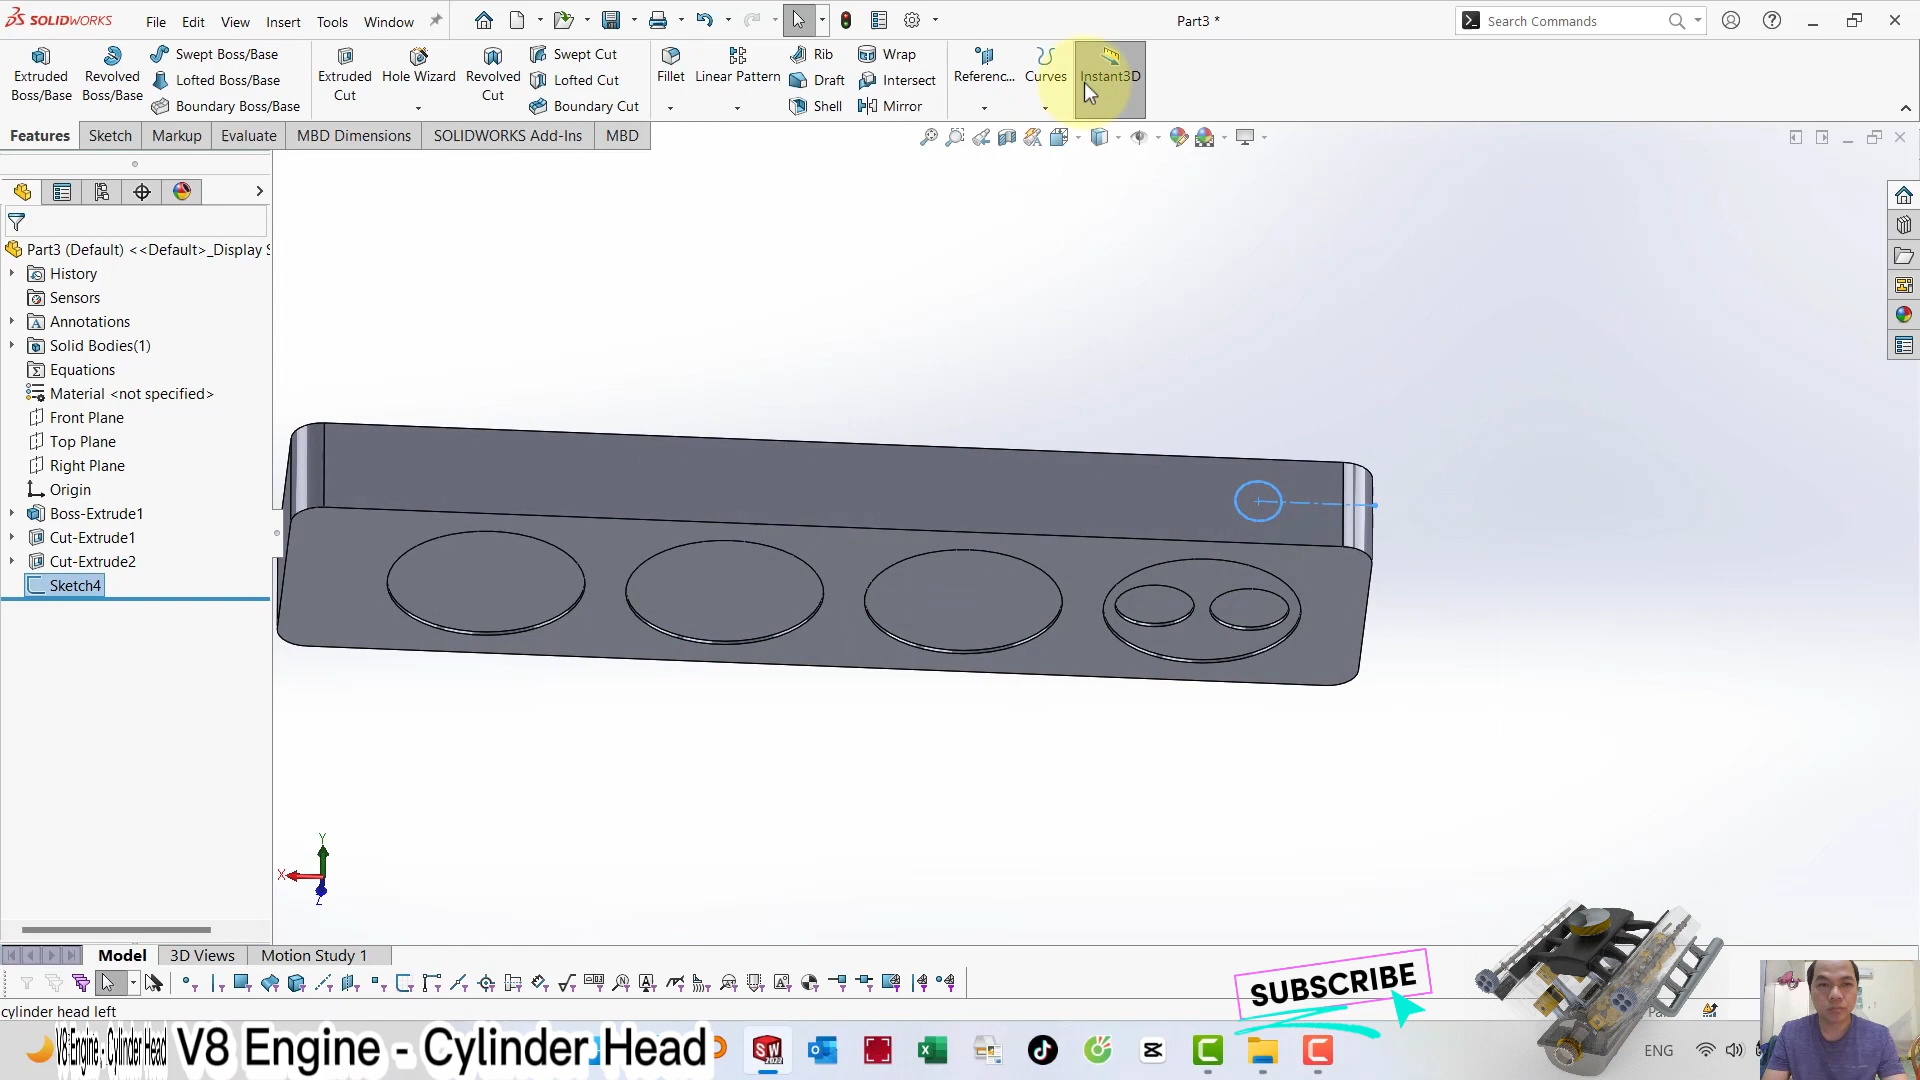 SOLIDWORKS File Edit View Insert Tools Window Part3 * Search Commands
Extruded Boss/Base
Revolved Boss/Base
Swept Boss/Base
Lofted Boss/Base
Boundary Boss/Base
Extruded Cut
Hole Wizard
Revolved Cut
Swept Cut
Lofted Cut
Boundary Cut
Fillet
Linear Pattern
Rib
Draft
Shell
Wrap
Intersect
Mirror
Referenc...
Curves
Instant3D
Features Sketch Markup Evaluate MBD Dimensions SOLIDWORKS Add-Ins MBD
Part3 (Default) <<Default>_Display S
History
Sensors
Annotations
Solid Bodies(1)
Equations
Material <not specified>
Front Plane
Top Plane
Right Plane
Origin
Boss-Extrude1
Cut-Extrude1
Cut-Extrude2
Sketch4
Y
X
Z
Model 3D Views Motion Study 1
SUBSCRIBE
cylinder head left
V8 Engine - Cylinder Head V8 Engine - Cylinder Head
ENG